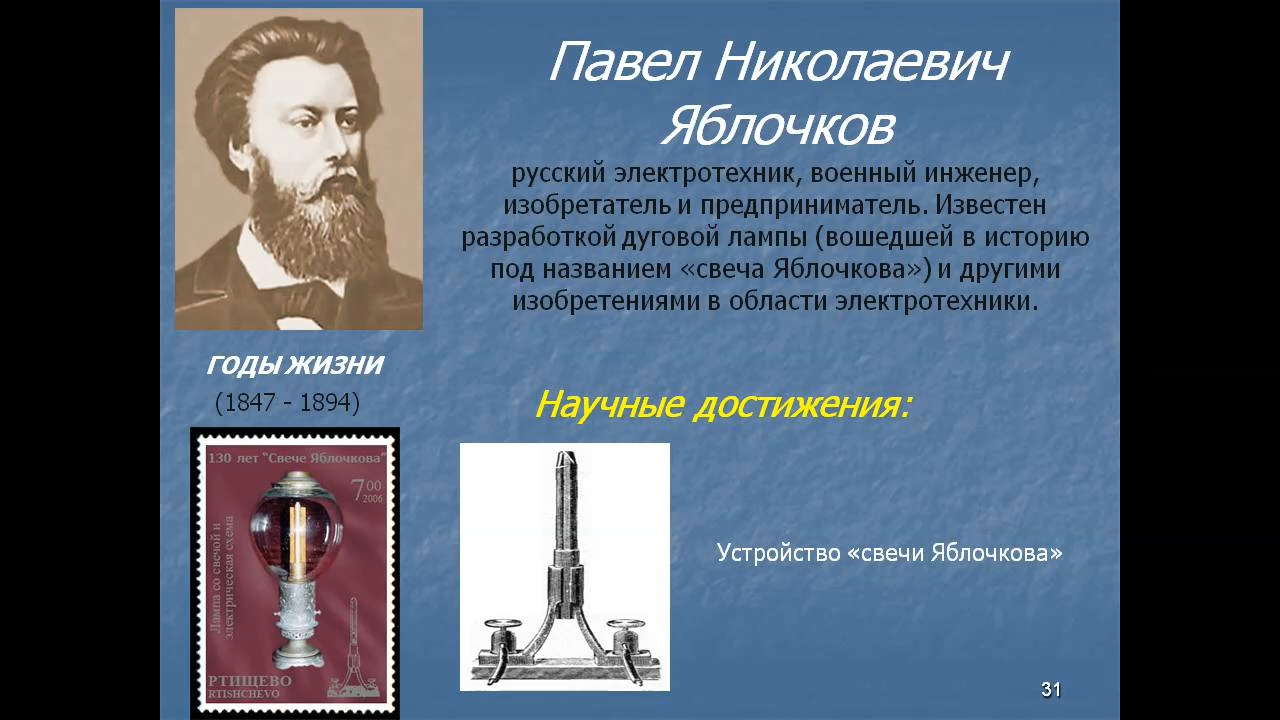 Павел Николаевич
Яблочков
русский электротехник, военный инженер,
изобретатель и предприниматель. Известен
разработкой дуговой лампы (вошедшей в историю
под названием «свеча Яблочкова») и другими
изобретениями в области электротехники.
годы жизни
(1847 - 1894)
Научные достижения:
130 лет "Свече Яблочкова"
7 00
2006
Лампа со свечой и
электрическая схема
РТИЩЕВО
RTISHCHEVO
Устройство «свечи Яблочкова»
31